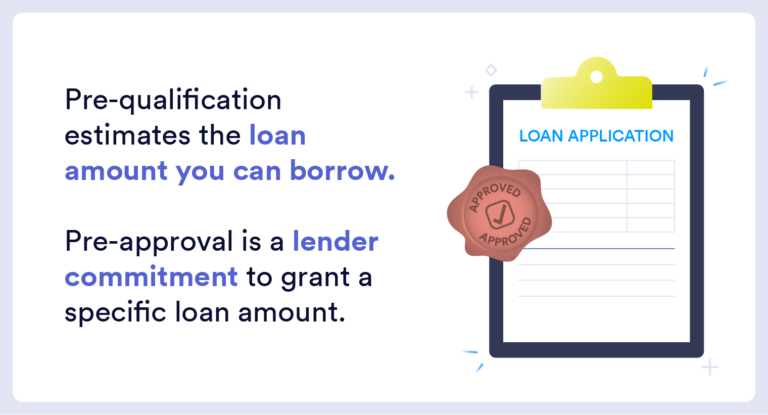 Pre-qualification
estimates the loan
amount you can borrow.
Pre-approval is a lender
commitment to grant a
specific loan amount.
LOAN APPLICATION
APPROVED
APPROVED